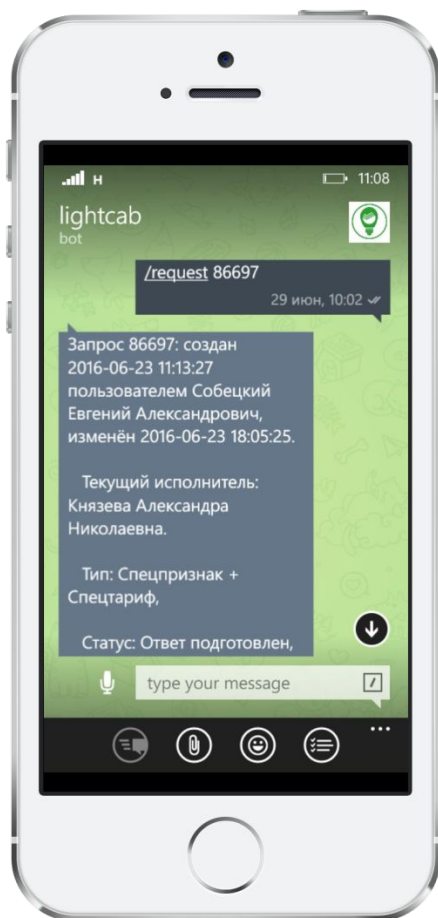 H 11:08
lightcab
bot
/request 86697
29 июн, 10:02
Запрос 86697: создан
2016-06-23 11:13:27
пользователем Собецкий
Евгений Александрович,
изменён 2016-06-23 18:05:25.
Текущий исполнитель:
Князева Александра
Николаевна.
Тип: Спецпризнак +
Спецтариф,
Статус: Ответ подготовлен,
type your message